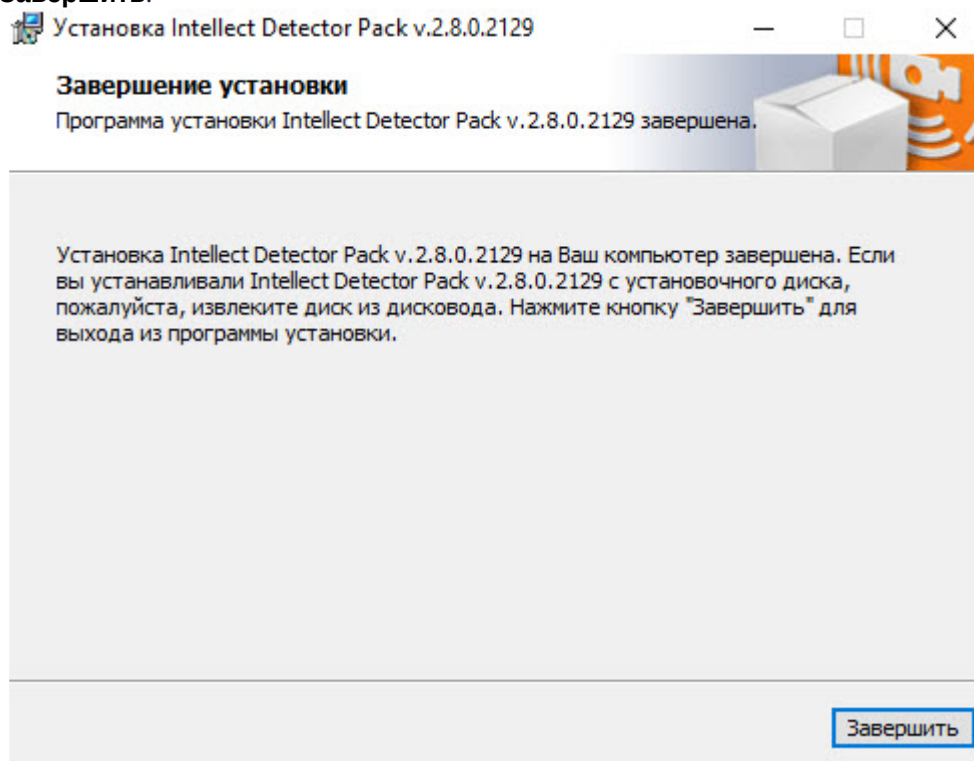 Завершить.
Установка Intellect Detector Pack v.2.8.0.2129
Завершение установки
Программа установки Intellect Detector Pack v.2.8.0.2129 завершена.
Установка Intellect Detector Pack v.2.8.0.2129 на Ваш компьютер завершена. Если
вы устанавливали Intellect Detector Pack v.2.8.0.2129 с установочного диска,
пожалуйста, извлеките диск из дисковода. Нажмите кнопку "Завершить" для
выхода из программы установки.
Завершить